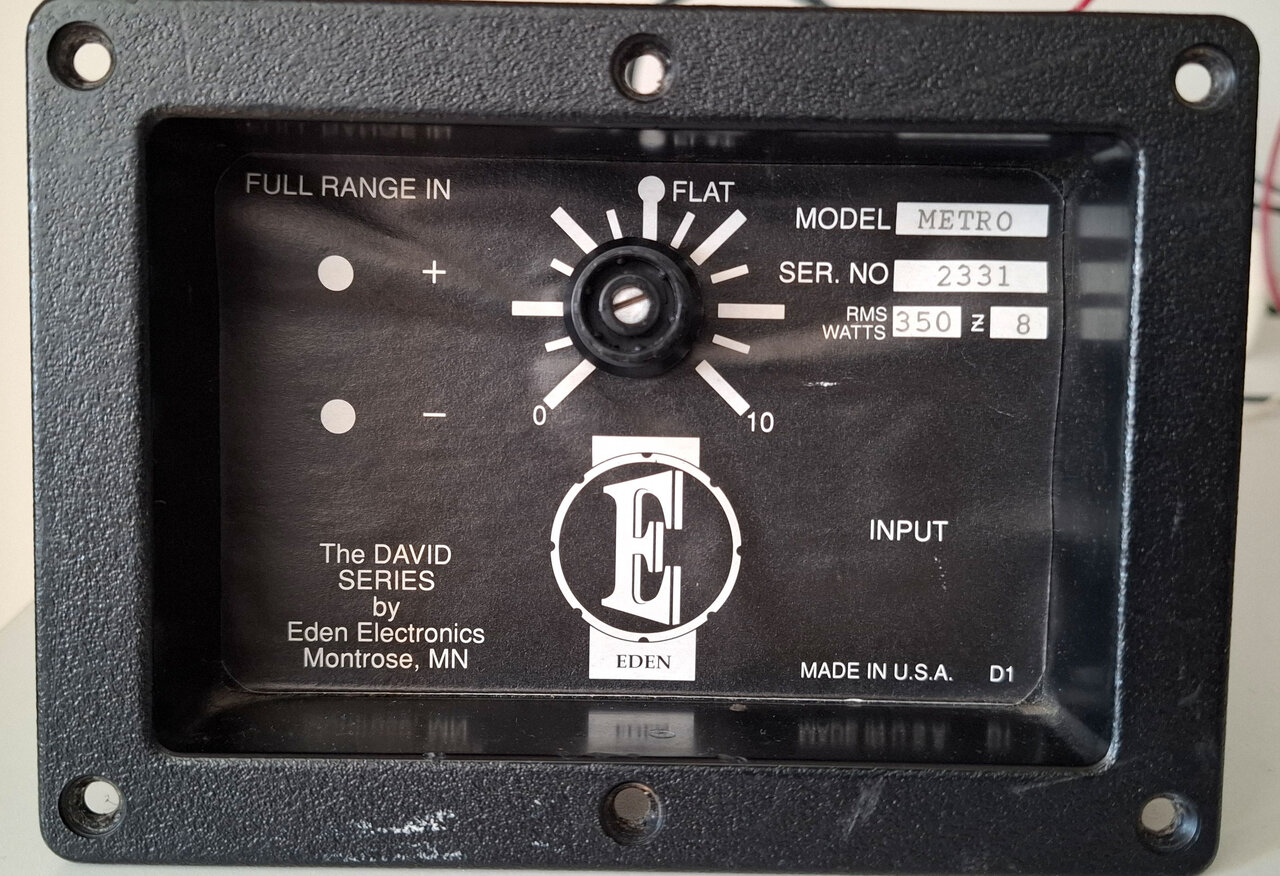 FULL RANGE IN
FLAT
+
−
0
10
MODEL METRO
SER. NO 2331
RMS WATTS 350 Z 8
The DAVID
SERIES
by
Eden Electronics
Montrose, MN
E
EDEN
INPUT
MADE IN U.S.A. D1